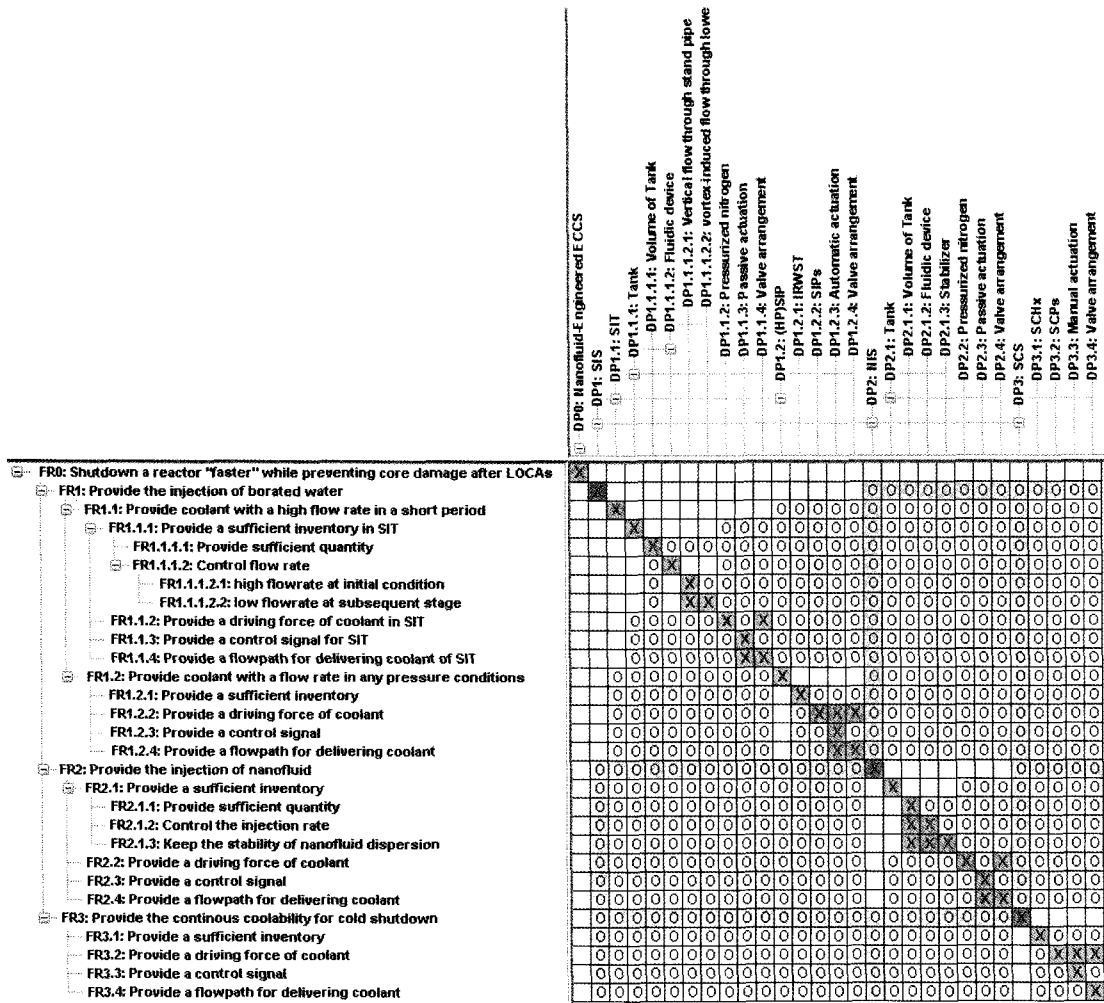 DP0: Nanofluid-Engineered ECCS
DP1: SIS
DP1.1: SIT
DP1.1.1: Tank
DP1.1.1.1: Volume of Tank
DP1.1.1.2: Fluidic device
DP1.1.1.2.1: Vertical flow through stand pipe
DP1.1.1.2.2: vortex-induced flow through lowe
DP1.1.2: Pressurized nitrogen
DP1.1.3: Passive actuation
DP1.1.4: Valve arrangement
DP1.2: (HP)SIP
DP1.2.1: IRWST
DP1.2.2: SIPs
DP1.2.3: Automatic actuation
DP1.2.4: Valve arrangement
DP2: NIS
DP2.1: Tank
DP2.1.1: Volume of Tank
DP2.1.2: Fluidic device
DP2.1.3: Stabilizer
DP2.2: Pressurized nitrogen
DP2.3: Passive actuation
DP2.4: Valve arrangement
DP3: SCS
DP3.1: SCHx
DP3.2: SCPs
DP3.3: Manual actuation
DP3.4: Valve arrangement
FR0: Shutdown a reactor "faster" while preventing core damage after LOCAs X
FR1: Provide the injection of borated water X O O O O O O O O O O O O O
FR1.1: Provide coolant with a high flow rate in a short period X O O O O O O O O O O O O O O O O O O
FR1.1.1: Provide a sufficient inventory in SIT X O O O O O O O O O O O O O O O O O O O O O
FR1.1.1.1: Provide sufficient quantity X O O O O O O O O O O O O O O O O O O O O O O O O
FR1.1.1.2: Control flow rate O X O O O O O O O O O O O O O O O O O O O O O
FR1.1.1.2.1: high flowrate at initial condition O X O O O O O O O O O O O O O O O O O O O O O O
FR1.1.1.2.2: low flowrate at subsequent stage O X X O O O O O O O O O O O O O O O O O O O O O
FR1.1.2: Provide a driving force of coolant in SIT O O O O O X O X O O O O O O O O O O O O O O O O O O
FR1.1.3: Provide a control signal for SIT O O O O O O X O O O O O O O O O O O O O O O O O O O
FR1.1.4: Provide a flowpath for delivering coolant of SIT O O O O O O X X O O O O O O O O O O O O O O O O O O
FR1.2: Provide coolant with a flow rate in any pressure conditions O O O O O O O O O X O O O O O O O O O O O O O
FR1.2.1: Provide a sufficient inventory O O O O O O O O O X O O O O O O O O O O O O O O O O
FR1.2.2: Provide a driving force of coolant O O O O O O O O O O X X X O O O O O O O O O O O O O
FR1.2.3: Provide a control signal O O O O O O O O O O O X O O O O O O O O O O O O O O
FR1.2.4: Provide a flowpath for delivering coolant O O O O O O O O O O O X X O O O O O O O O O O O O O
FR2: Provide the injection of nanofluid O O O O O O O O O O O O O O O X O O O O O
FR2.1: Provide a sufficient inventory O O O O O O O O O O O O O O O X O O O O O O O O
FR2.1.1: Provide sufficient quantity O O O O O O O O O O O O O O O X O O O O O O O O O O
FR2.1.2: Control the injection rate O O O O O O O O O O O O O O O X X O O O O O O O O O
FR2.1.3: Keep the stability of nanofluid dispersion O O O O O O O O O O O O O O O X X X O O O O O O O O
FR2.2: Provide a driving force of coolant O O O O O O O O O O O O O O O O O O O X O X O O O O O
FR2.3: Provide a control signal O O O O O O O O O O O O O O O O O O O O X O O O O O O
FR2.4: Provide a flowpath for delivering coolant O O O O O O O O O O O O O O O O O O O O X X O O O O O
FR3: Provide the continous coolability for cold shutdown O O O O O O O O O O O O O O O O O O O O O O O X
FR3.1: Provide a sufficient inventory O O O O O O O O O O O O O O O O O O O O O O O X O O O
FR3.2: Provide a driving force of coolant O O O O O O O O O O O O O O O O O O O O O O O O X X X
FR3.3: Provide a control signal O O O O O O O O O O O O O O O O O O O O O O O O O X O
FR3.4: Provide a flowpath for delivering coolant O O O O O O O O O O O O O O O O O O O O O O O O O O X